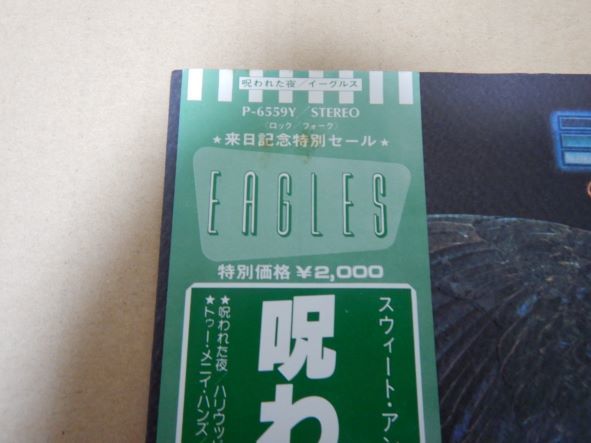 呪われた夜／イーグルス
P-6559Y／STEREO
ロック／フォーク
★来日記念特別セール★
EAGLES
特別価格 ¥2,000
スウィート・アン
呪わ
★呪われた夜／ハリウッ
★トゥー・メニィ・ハンズ